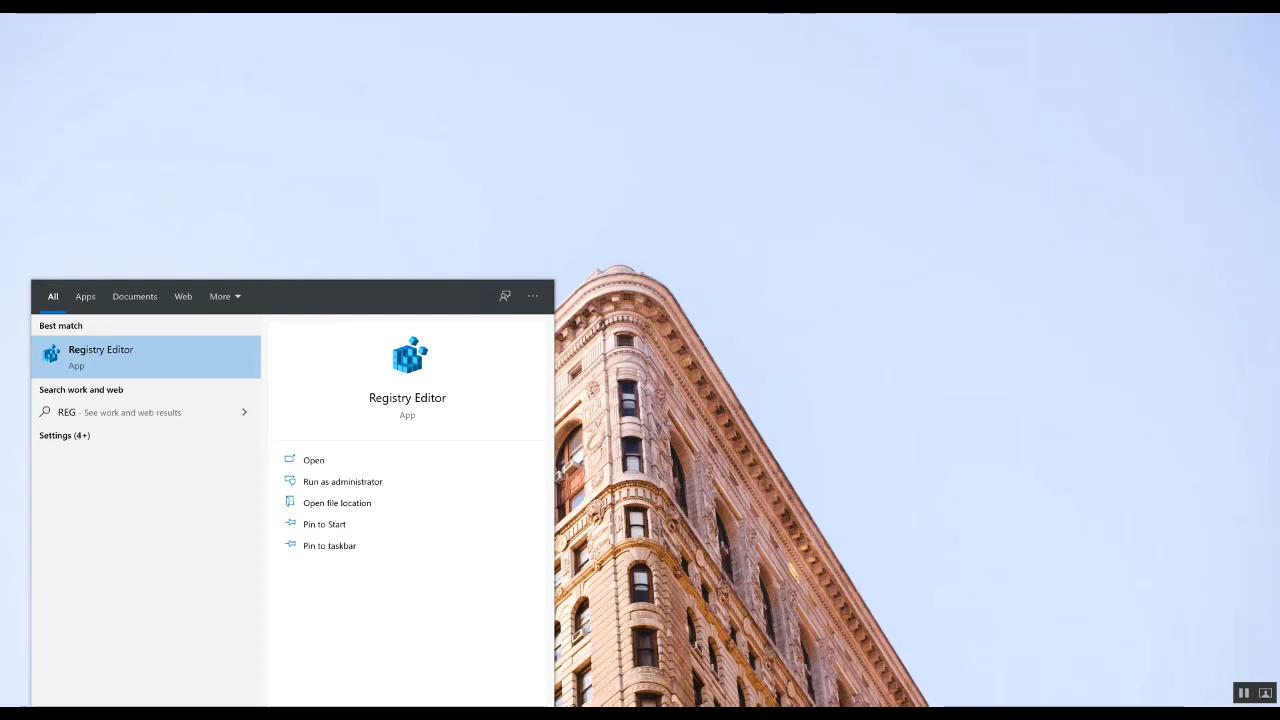 All Apps Documents Web More
Best match
Registry Editor
App
Search work and web
REG - See work and web results
Settings (4+)
Registry Editor
App
Open
Run as administrator
Open file location
Pin to Start
Pin to taskbar